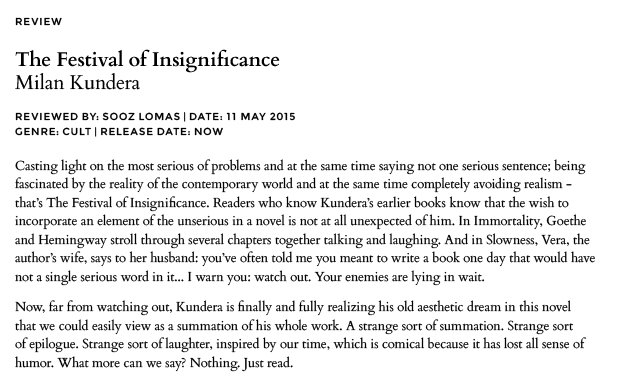 REVIEW
The Festival of Insignificance
Milan Kundera
REVIEWED BY: SOOZ LOMAS | DATE: 11 MAY 2015
GENRE: CULT | RELEASE DATE: NOW
Casting light on the most serious of problems and at the same time saying not one serious sentence; being
fascinated by the reality of the contemporary world and at the same time completely avoiding realism –
that's The Festival of Insignificance. Readers who know Kundera's earlier books know that the wish to
incorporate an element of the unserious in a novel is not at all unexpected of him. In Immortality, Goethe
and Hemingway stroll through several chapters together talking and laughing. And in Slowness, Vera, the
author's wife, says to her husband: you've often told me you meant to write a book one day that would have
not a single serious word in it... I warn you: watch out. Your enemies are lying in wait.
Now, far from watching out, Kundera is finally and fully realizing his old aesthetic dream in this novel
that we could easily view as a summation of his whole work. A strange sort of summation. Strange sort
of epilogue. Strange sort of laughter, inspired by our time, which is comical because it has lost all sense of
humor. What more can we say? Nothing. Just read.